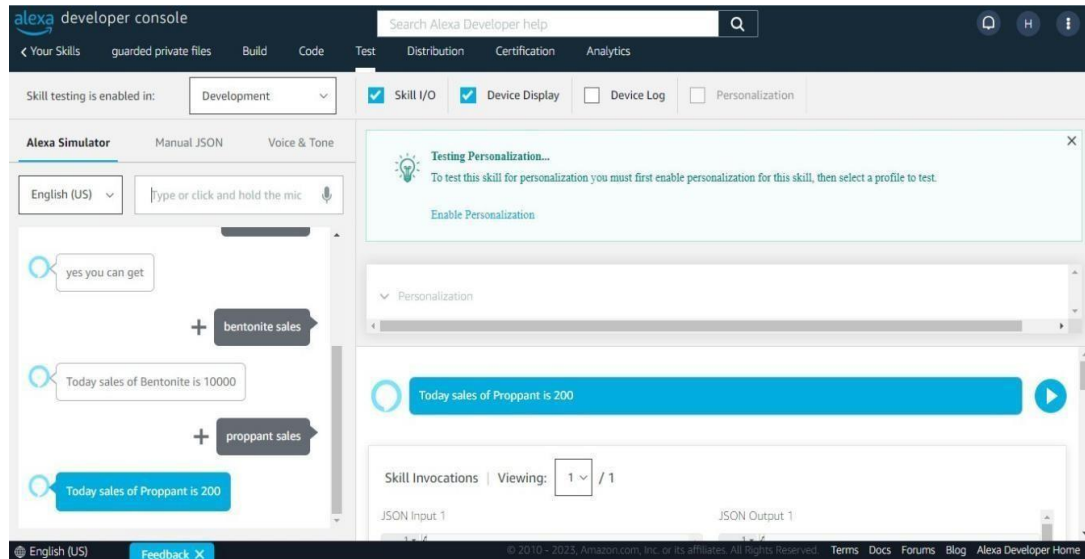 alexa developer console
Search Alexa Developer help
H
Your Skills guarded private files Build Code Test Distribution Certification Analytics
Skill testing is enabled in: Development
Skill I/O Device Display Device Log Personalization
Alexa Simulator Manual JSON Voice & Tone
English (US) Type or click and hold the mic
Testing Personalization...
To test this skill for personalization you must first enable personalization for this skill, then select a profile to test.
Enable Personalization
Personalization
yes you can get
bentonite sales
Today sales of Bentonite is 10000
proppant sales
Today sales of Proppant is 200
Today sales of Proppant is 200
Skill Invocations | Viewing: 1 / 1
JSON Input 1 JSON Output 1
English (US) Feedback X © 2010 - 2023, Amazon.com, Inc. or its affiliates. All Rights Reserved. Terms Docs Forums Blog Alexa Developer Home